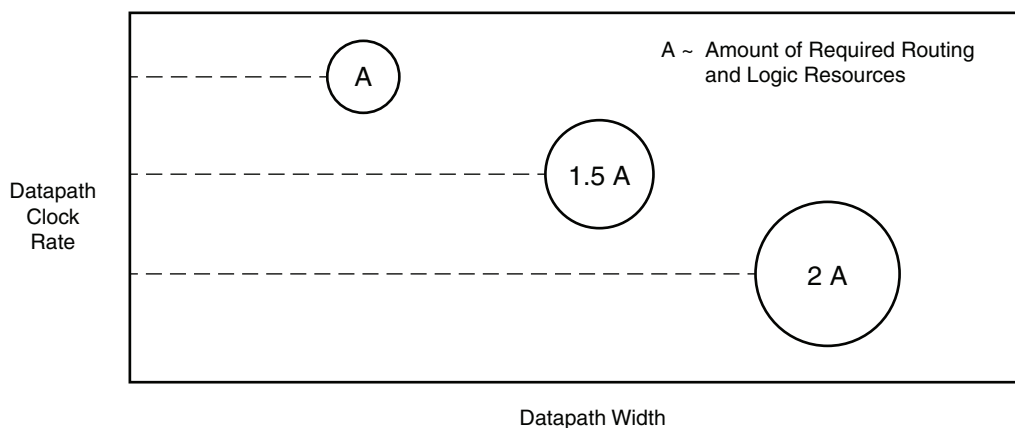 A ~ Amount of Required Routing
and Logic Resources
A
1.5 A
2 A
Datapath
Clock
Rate
Datapath Width